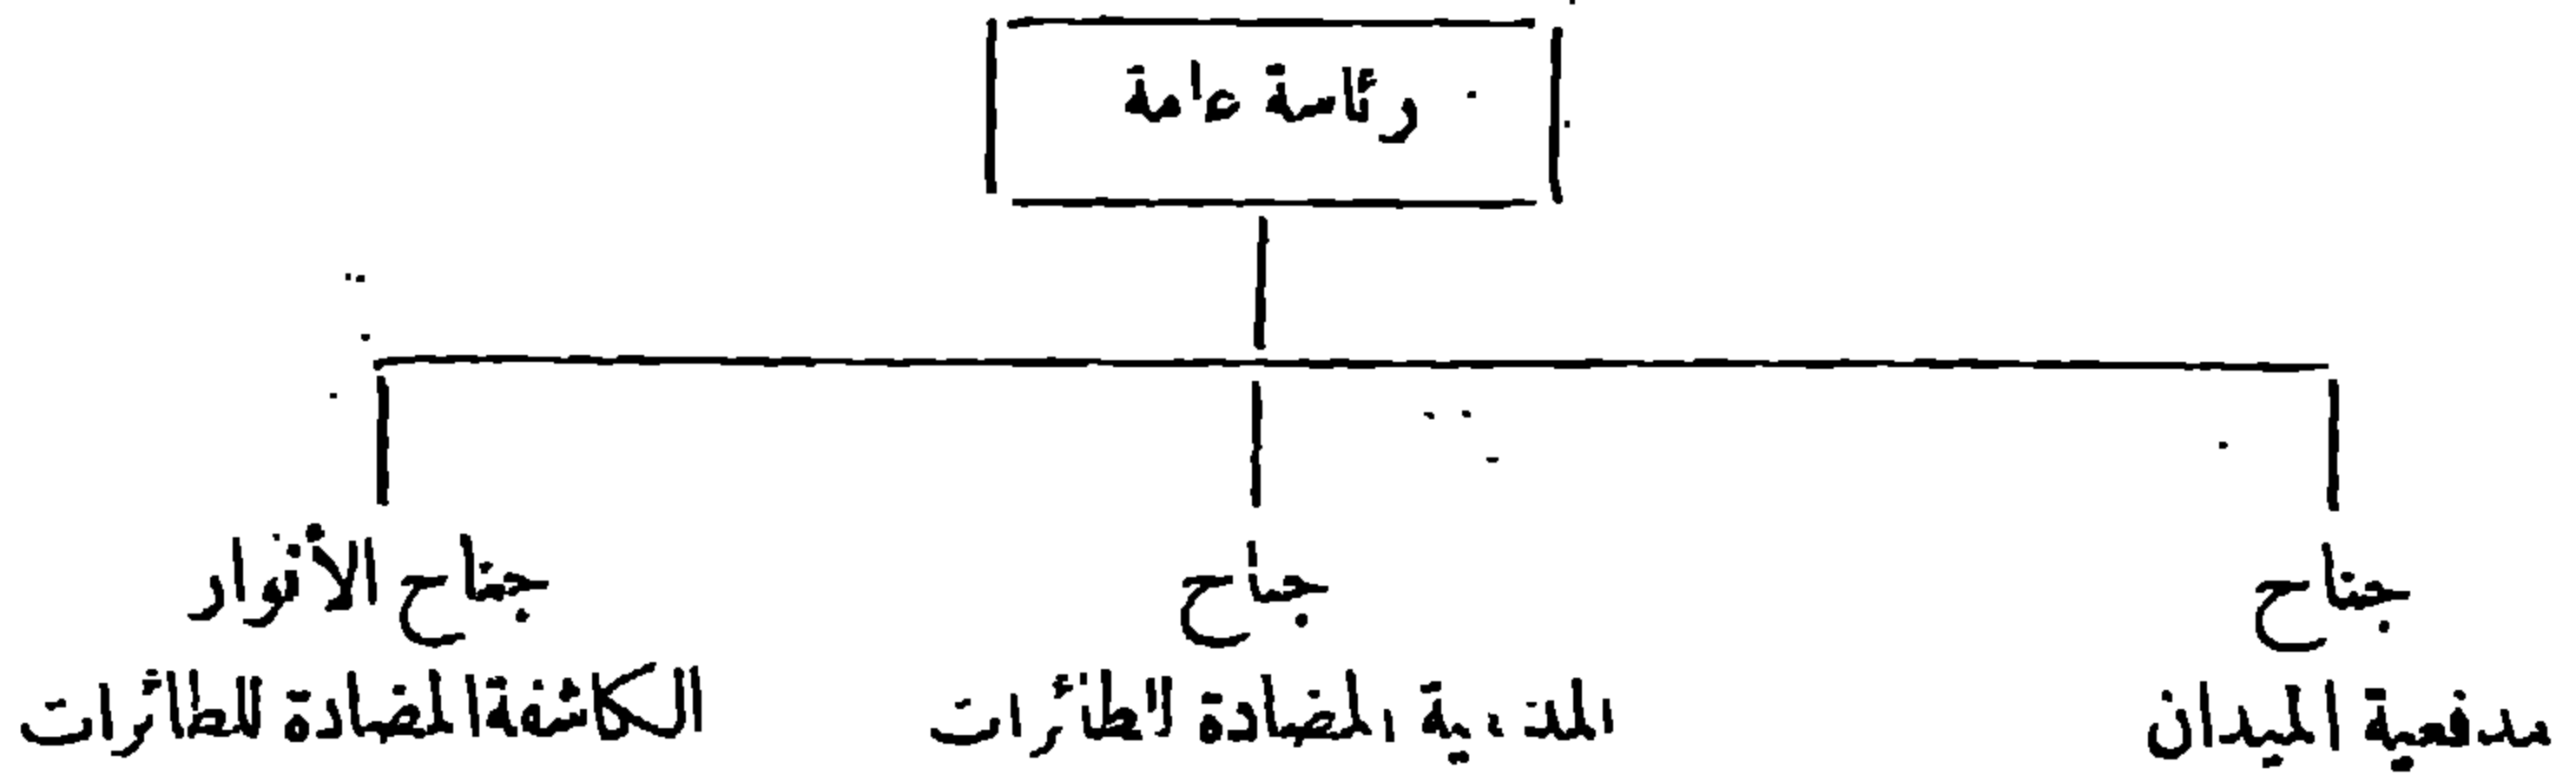 رئاسة عامة
جناح
مدفعية الميدان
جناح
المدفعية المضادة للطائرات
جناح الأنوار
الكاشفة المضادة للطائرات